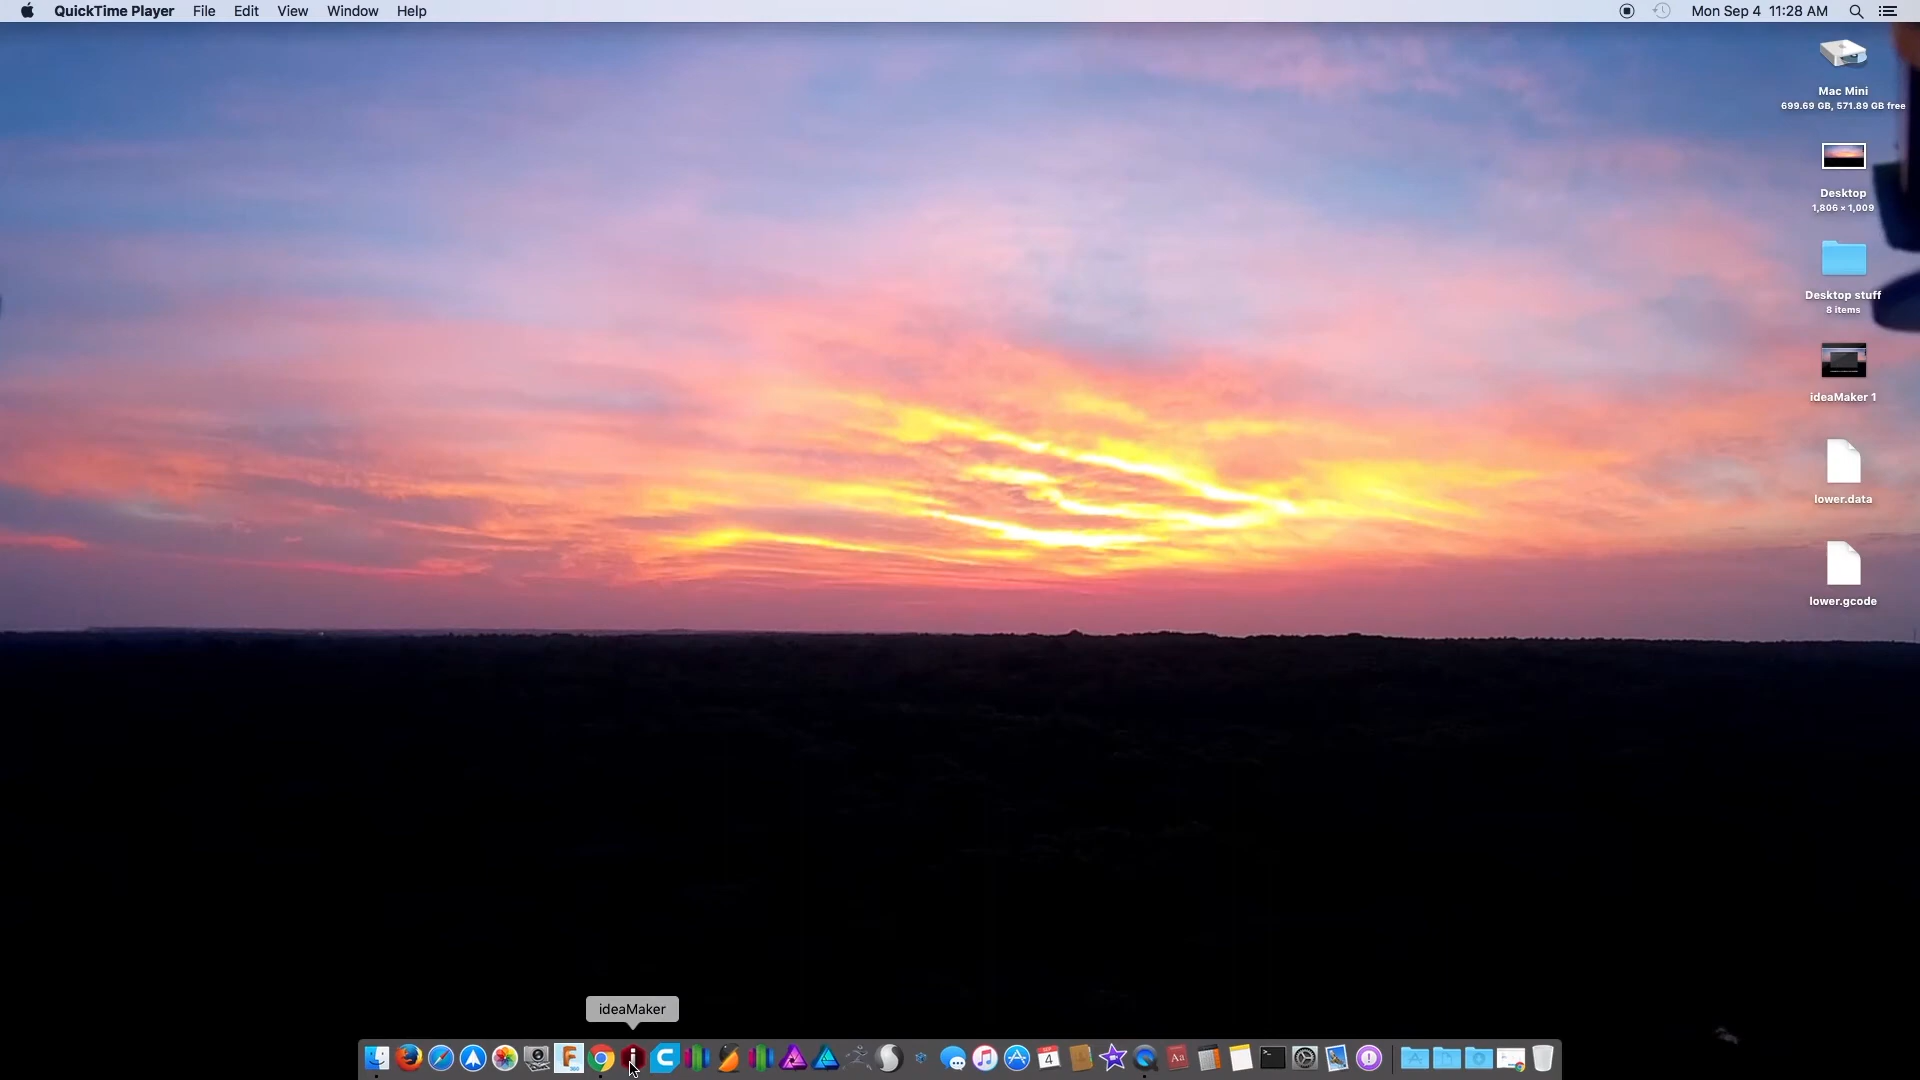 QuickTime Player File Edit View Window Help Mon Sep 4 11:28 AM
Mac Mini
699.69 GB, 571.89 GB free
Desktop
1,806 × 1,009
Desktop stuff
8 items
ideaMaker 1
lower.data
lower.gcode
ideaMaker